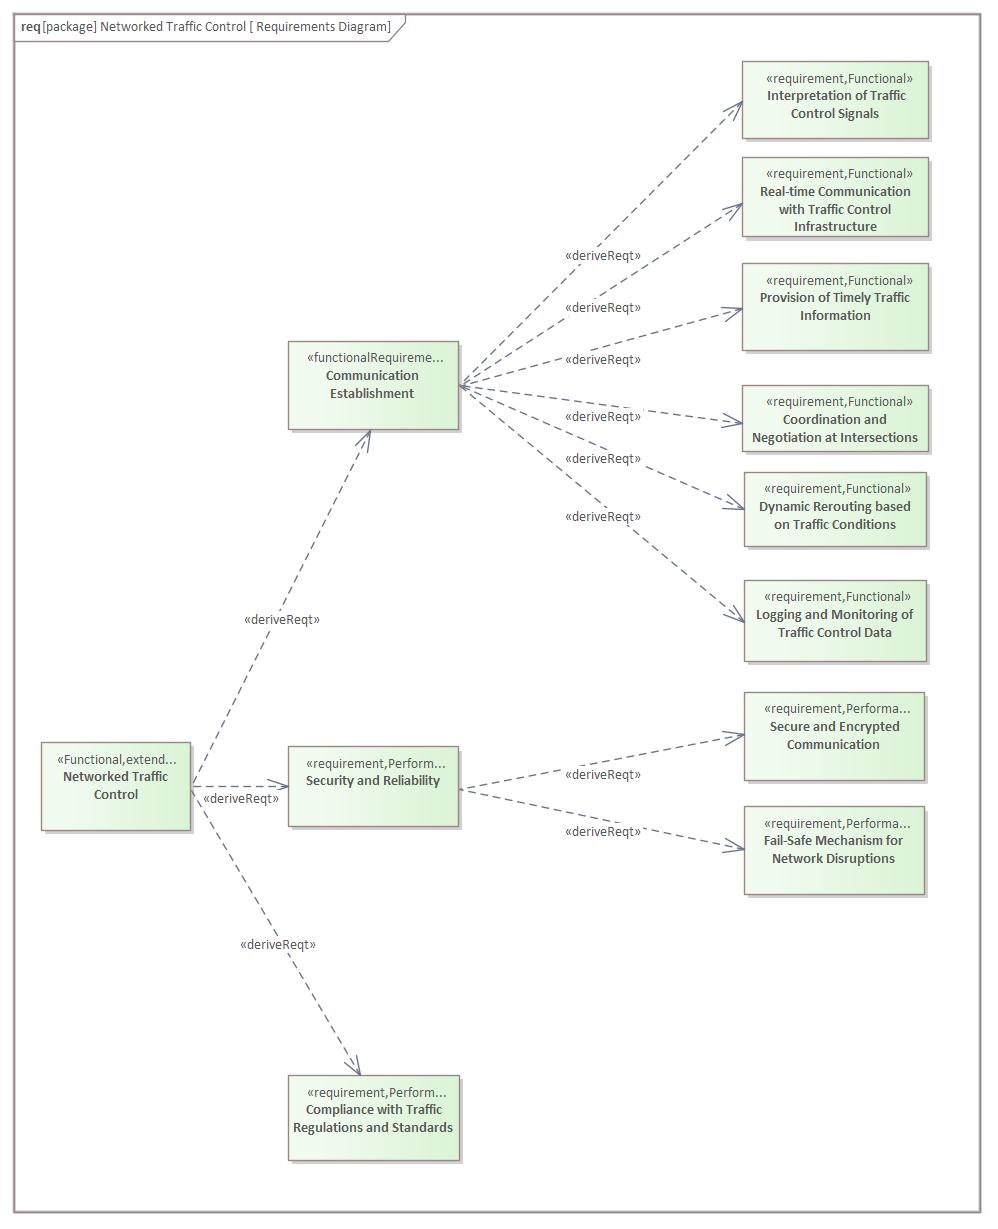 req [package] Networked Traffic Control [ Requirements Diagram]
«requirement,Functional»
Interpretation of Traffic
Control Signals
«requirement,Functional»
Real-time Communication
with Traffic Control
Infrastructure
«deriveReqt»
«requirement,Functional»
Provision of Timely Traffic
Information
«deriveReqt»
«functionalRequireme...
Communication
Establishment
«deriveReqt»
«requirement,Functional»
Coordination and
Negotiation at Intersections
«deriveReqt»
«deriveReqt»
«requirement,Functional»
Dynamic Rerouting based
on Traffic Conditions
«deriveReqt»
«requirement,Functional»
Logging and Monitoring of
Traffic Control Data
«deriveReqt»
«requirement,Performa...
Secure and Encrypted
Communication
«Functional,extend...
Networked Traffic
Control
«requirement,Perform...
Security and Reliability
«deriveReqt»
«deriveReqt»
«requirement,Performa...
Fail-Safe Mechanism for
Network Disruptions
«deriveReqt»
«deriveReqt»
«requirement,Perform...
Compliance with Traffic
Regulations and Standards